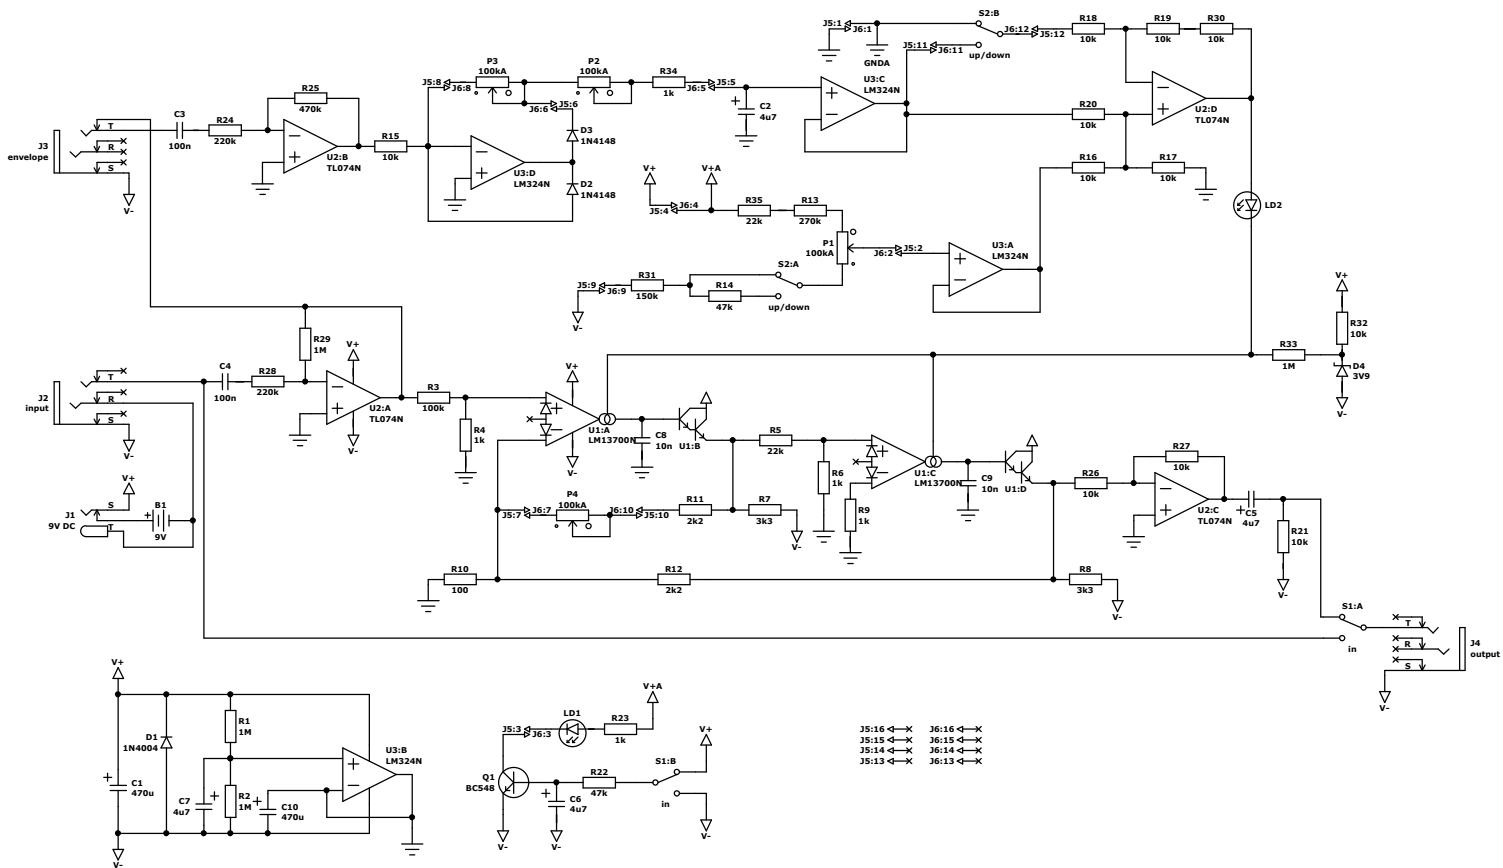 J5:1
J6:1
GNDA
S2:B
up/down
J5:11
J6:11
J6:12
J5:12
R18
10k
R19
10k
R30
10k
P3
100kA
P2
100kA
R34
1k
J5:8
J6:8
J5:6
J6:6
J5:5
J6:5
C2
4u7
U3:C
LM324N
U2:D
TL074N
R25
470k
C3
100n
R24
220k
J3
envelope
T
R
S
V-
U2:B
TL074N
R15
10k
U3:D
LM324N
D3
1N4148
D2
1N4148
R20
10k
R16
10k
R17
10k
LD2
V+
V+A
J6:4
J5:4
R35
22k
R13
270k
P1
100kA
J5:2
J6:2
U3:A
LM324N
S2:A
up/down
J5:9
J6:9
R31
150k
R14
47k
V-
V+
R32
10k
R33
1M
D4
3V9
V-
R29
1M
V+
C4
100n
R28
220k
J2
input
T
R
S
V-
U2:A
TL074N
V-
R3
100k
R4
1k
V+
U1:A
LM13700N
V-
C8
10n
U1:B
R5
22k
R6
1k
U1:C
LM13700N
R9
1k
C9
10n
U1:D
R26
10k
R27
10k
U2:C
TL074N
C5
4u7
R21
10k
V-
P4
100kA
J6:7
J5:7
J6:10
J5:10
R11
2k2
R7
3k3
V-
V+
J1
9V DC
S
T
B1
9V
R10
100
R12
2k2
R8
3k3
V-
S1:A
in
T
R
S
J4
output
V-
V+
R1
1M
D1
1N4004
C1
470u
C7
4u7
R2
1M
C10
470u
U3:B
LM324N
V-
V+A
LD1
R23
1k
J5:3
J6:3
V+
S1:B
in
Q1
BC548
R22
47k
C6
4u7
V-
V-
V-
J5:16
J6:16
J5:15
J6:15
J5:14
J6:14
J5:13
J6:13